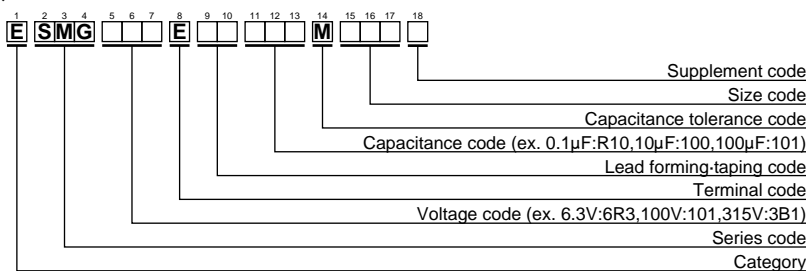 1 2 3 4 5 6 7 8 9 10 11 12 13 14 15 16 17 18
E S M G E M
Supplement code
Size code
Capacitance tolerance code
Capacitance code (ex. 0.1μF:R10,10μF:100,100μF:101)
Lead forming·taping code
Terminal code
Voltage code (ex. 6.3V:6R3,100V:101,315V:3B1)
Series code
Category